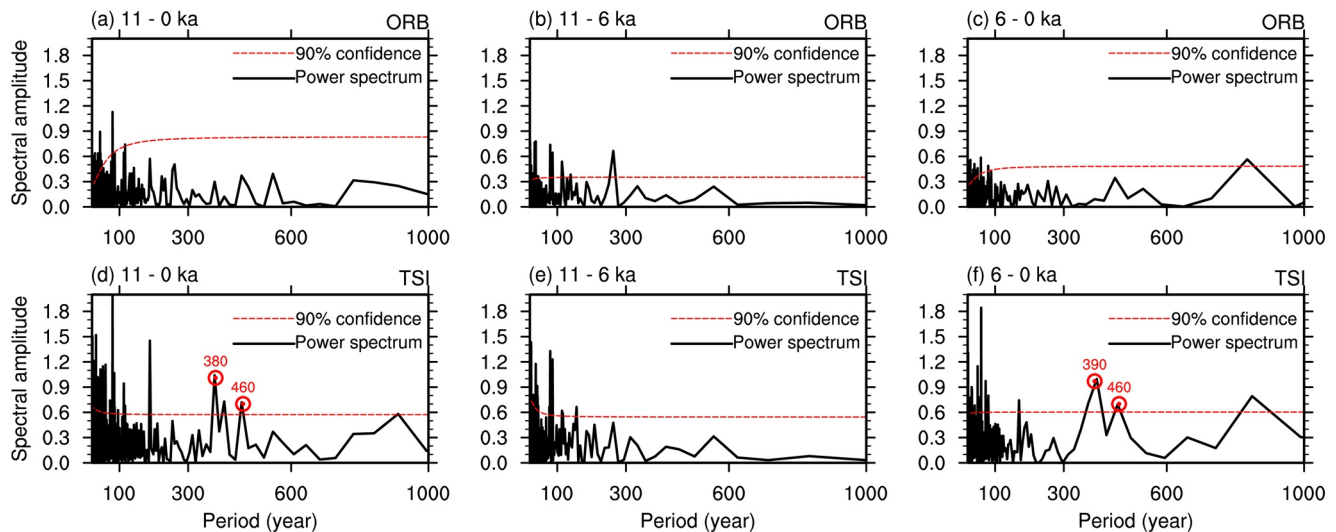 (a) 11 - 0 ka ORB
Spectral amplitude
1.8
1.5
1.2
0.9
0.6
0.3
0.0
90% confidence
Power spectrum
100 300 600 1000
(b) 11 - 6 ka ORB
1.8
1.5
1.2
0.9
0.6
0.3
0.0
90% confidence
Power spectrum
100 300 600 1000
(c) 6 - 0 ka ORB
1.8
1.5
1.2
0.9
0.6
0.3
0.0
90% confidence
Power spectrum
100 300 600 1000
(d) 11 - 0 ka TSI
Spectral amplitude
1.8
1.5
1.2
0.9
0.6
0.3
0.0
90% confidence
Power spectrum
380
460
100 300 600 1000
Period (year)
(e) 11 - 6 ka TSI
1.8
1.5
1.2
0.9
0.6
0.3
0.0
90% confidence
Power spectrum
100 300 600 1000
Period (year)
(f) 6 - 0 ka TSI
1.8
1.5
1.2
0.9
0.6
0.3
0.0
90% confidence
Power spectrum
390
460
100 300 600 1000
Period (year)